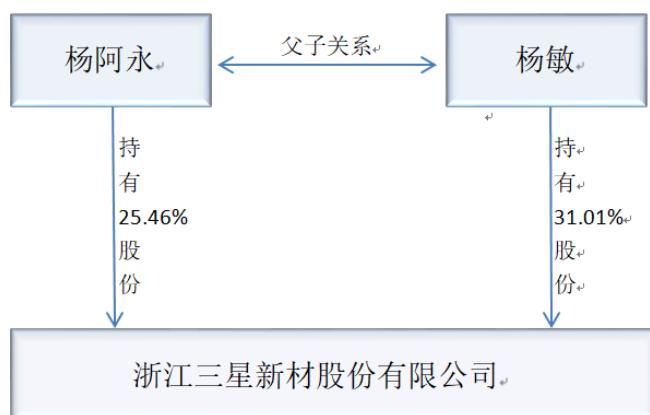 杨阿永
父子关系
杨敏
持
有
25.46%
股
份
持
有
31.01%
股
份
浙江三星新材股份有限公司